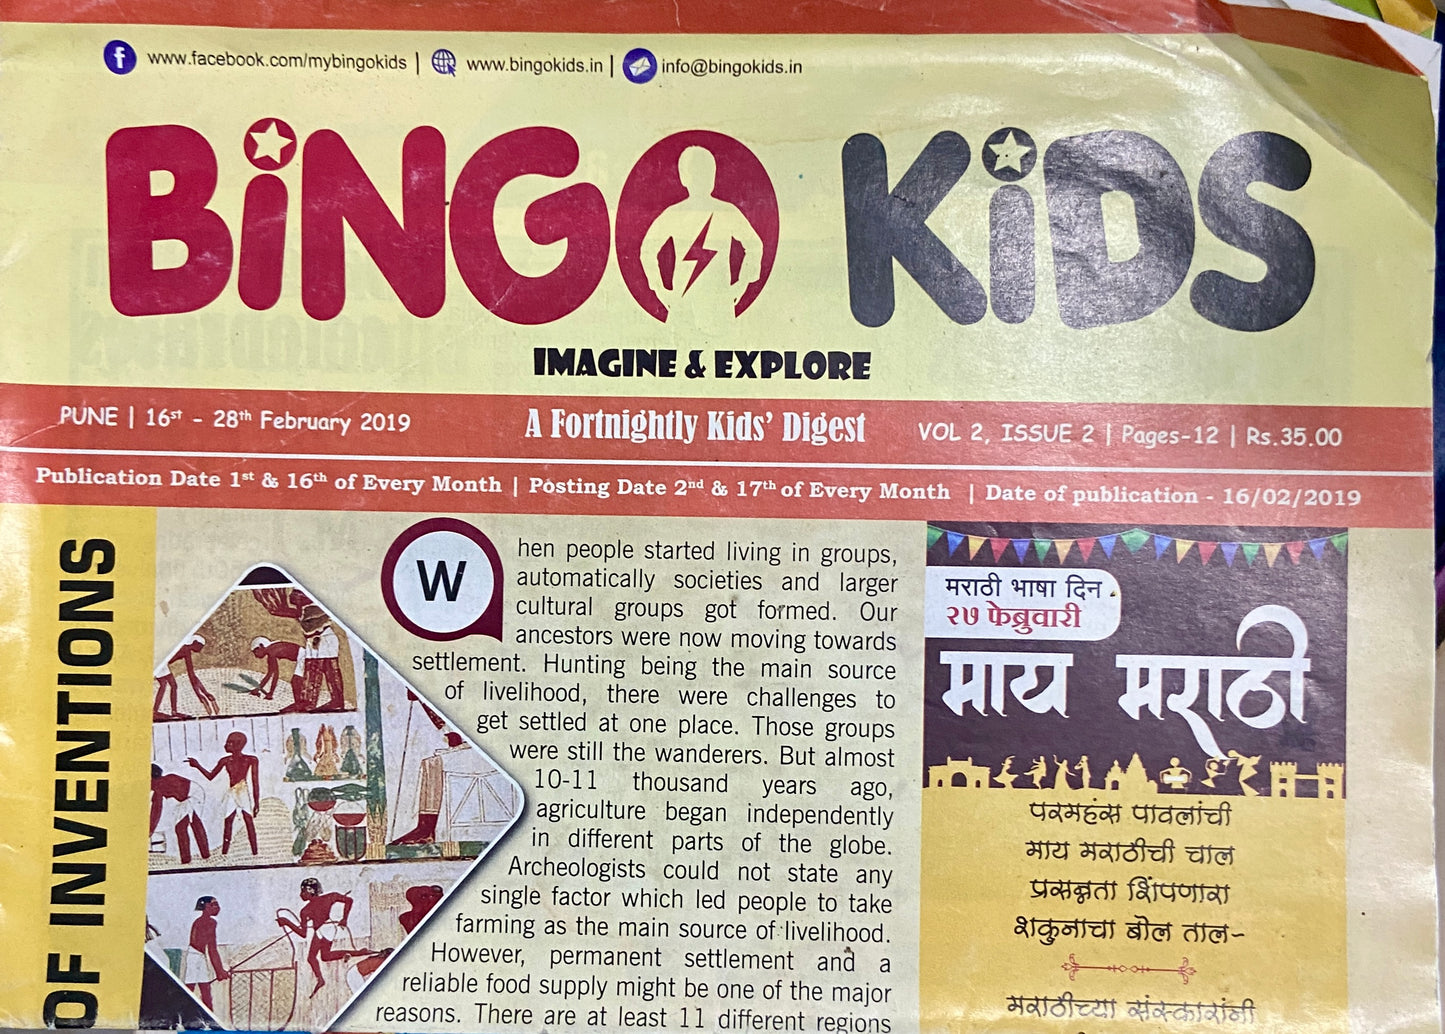 www.facebook.com/mybingokids | www.bingokids.in | info@bingokids.in
BiNGO KiDS
IMAGINE & EXPLORE
PUNE | 16st - 28th February 2019 A Fortnightly Kids' Digest VOL 2, ISSUE 2 | Pages-12 | Rs.35.00
Publication Date 1st & 16th of Every Month | Posting Date 2nd & 17th of Every Month | Date of publication - 16/02/2019
OF INVENTIONS
When people started living in groups,
automatically societies and larger
cultural groups got formed. Our
ancestors were now moving towards
settlement. Hunting being the main source
of livelihood, there were challenges to
get settled at one place. Those groups
were still the wanderers. But almost
10-11 thousand years ago,
agriculture began independently
in different parts of the globe.
Archeologists could not state any
single factor which led people to take
farming as the main source of livelihood.
However, permanent settlement and a
reliable food supply might be one of the major
reasons. There are at least 11 different regions
मराठी भाषा दिन
२७ फेब्रुवारी
माय मराठी
परमहंस पावलांची
माय मराठीची चाल
प्रसन्नता शिंपणारा
शकुनाचा बोल ताल-
मराठीच्या संस्कारांनी